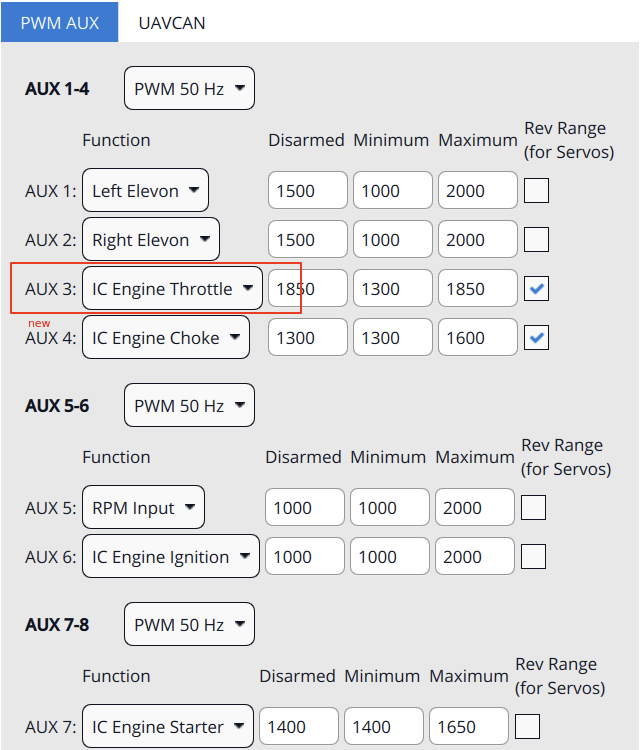 PWM AUX UAVCAN
AUX 1-4 PWM 50 Hz
Function Disarmed Minimum Maximum Rev Range (for Servos)
AUX 1: Left Elevon 1500 1000 2000
AUX 2: Right Elevon 1500 1000 2000
AUX 3: IC Engine Throttle 1850 1300 1850
new
AUX 4: IC Engine Choke 1300 1300 1600
AUX 5-6 PWM 50 Hz
Function Disarmed Minimum Maximum Rev Range (for Servos)
AUX 5: RPM Input 1000 1000 2000
AUX 6: IC Engine Ignition 1000 1000 2000
AUX 7-8 PWM 50 Hz
Function Disarmed Minimum Maximum Rev Range (for Servos)
AUX 7: IC Engine Starter 1400 1400 1650